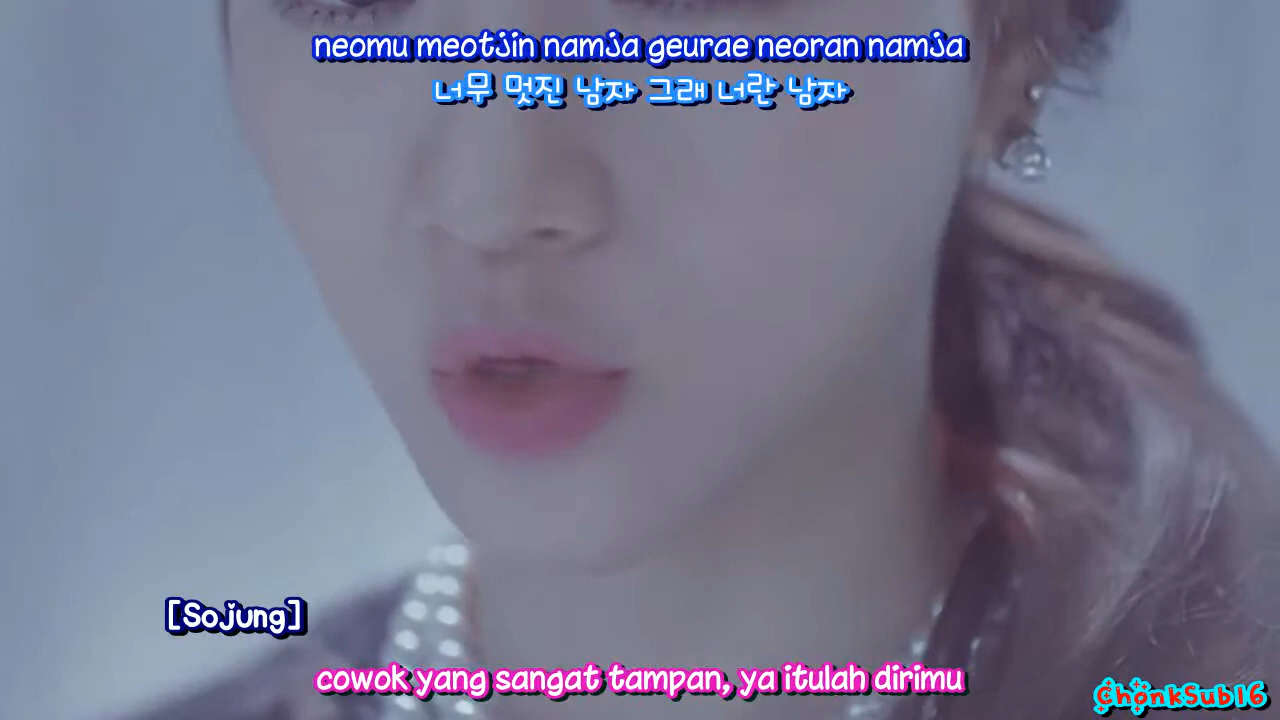 neomu meotjin namja geurae neoran namja
너무 멋진 남자 그래 너란 남자
[Sojung]
cowok yang sangat tampan, ya itulah dirimu
ChonkSub16